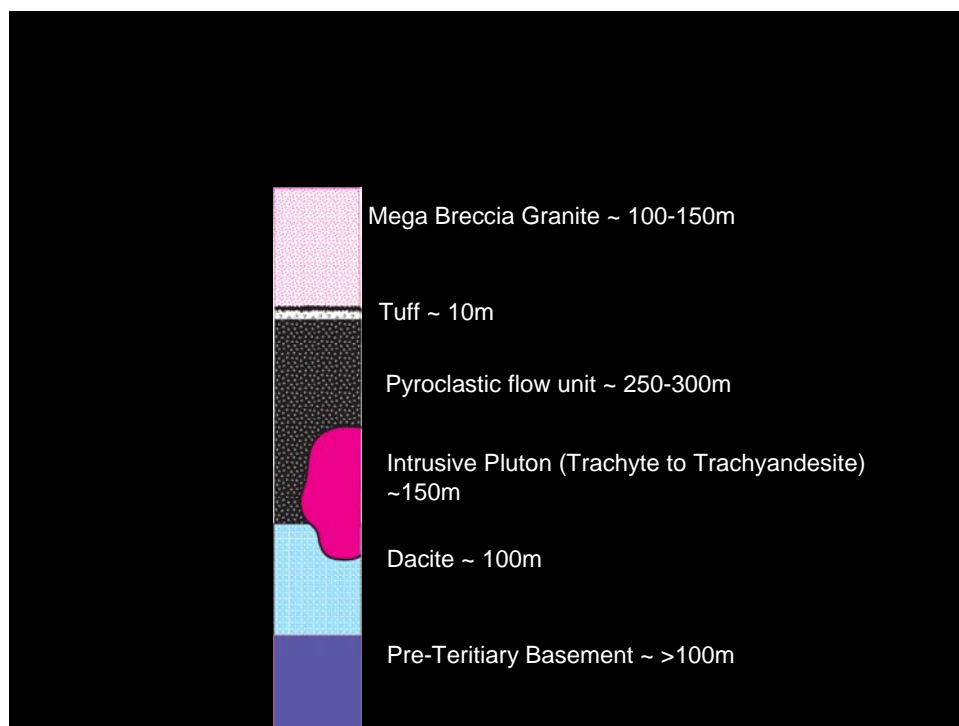 Mega Breccia Granite ~ 100-150m
Tuff ~ 10m
Pyroclastic flow unit ~ 250-300m
Intrusive Pluton (Trachyte to Trachyandesite)
~150m
Dacite ~ 100m
Pre-Teritiary Basement ~ >100m